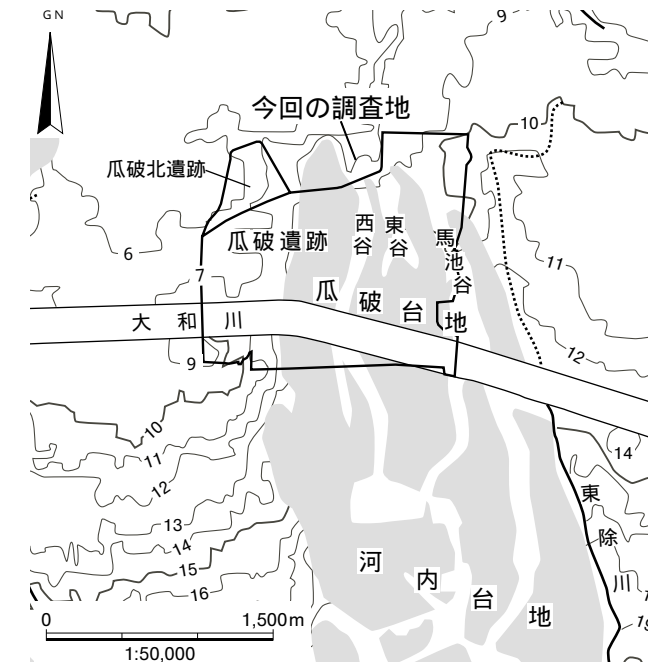 GN
9
今回の調査地
10
瓜破北遺跡
瓜破遺跡
西谷
東谷
馬池谷
6
7
11
瓜破台地
大和川
12
9
10
11
12
14
13
14
15
16
東除川
河内台地
0 1,500m
1:50,000